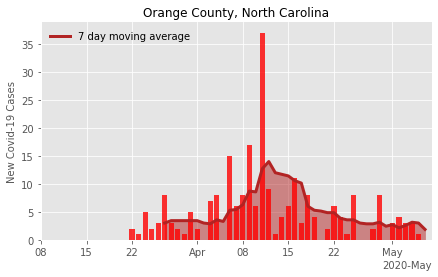 Orange County, North Carolina
7 day moving average
New Covid-19 Cases
35
30
25
20
15
10
5
0
08
15
22
Apr
08
15
22
May
2020-May